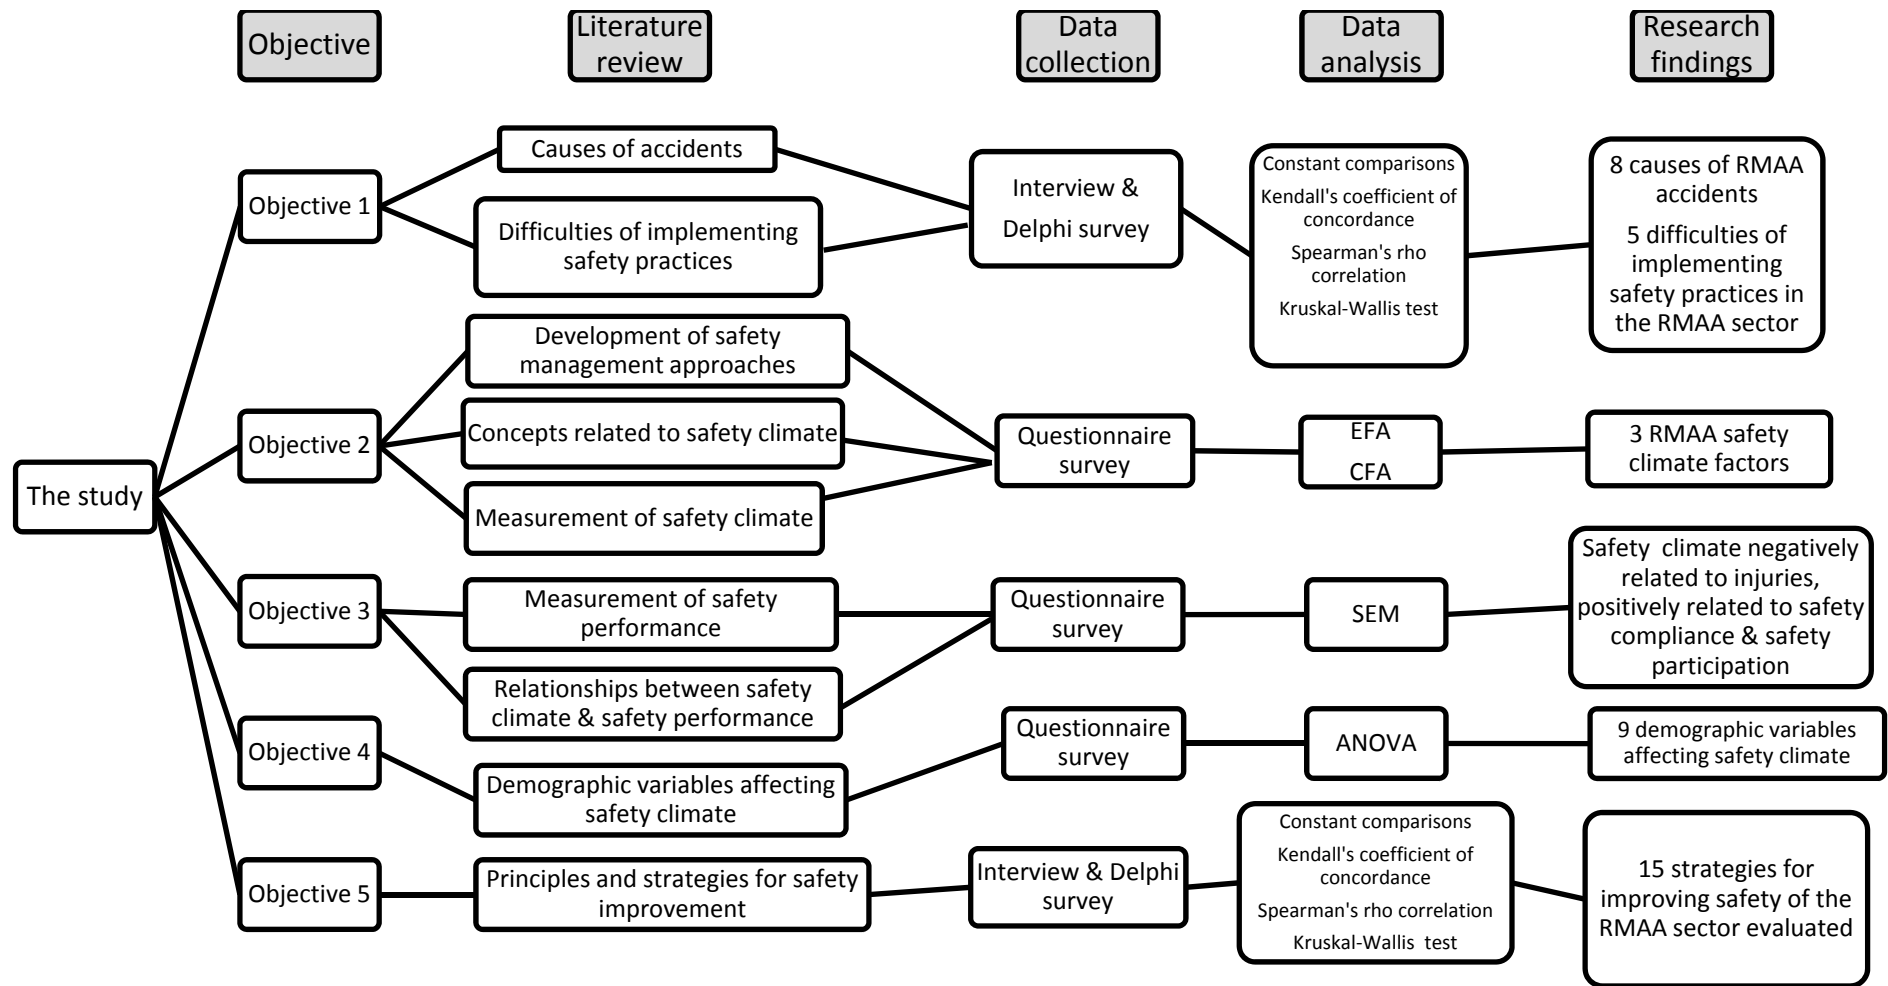 Objective
Literature
review
Data
collection
Data
analysis
Research
findings
The study
Objective 1
Causes of accidents
Difficulties of implementing
safety practices
Interview &
Delphi survey
Constant comparisons
Kendall's coefficient of
concordance
Spearman's rho
correlation
Kruskal-Wallis test
8 causes of RMAA
accidents
5 difficulties of
implementing
safety practices in
the RMAA sector
Objective 2
Development of safety
management approaches
Concepts related to safety climate
Measurement of safety climate
Questionnaire
survey
EFA
CFA
3 RMAA safety
climate factors
Objective 3
Measurement of safety
performance
Relationships between safety
climate & safety performance
Questionnaire
survey
SEM
Safety climate negatively
related to injuries,
positively related to safety
compliance & safety
participation
Objective 4
Demographic variables affecting
safety climate
Questionnaire
survey
ANOVA
9 demographic variables
affecting safety climate
Objective 5
Principles and strategies for safety
improvement
Interview & Delphi
survey
Constant comparisons
Kendall's coefficient of
concordance
Spearman's rho correlation
Kruskal-Wallis test
15 strategies for
improving safety of the
RMAA sector evaluated